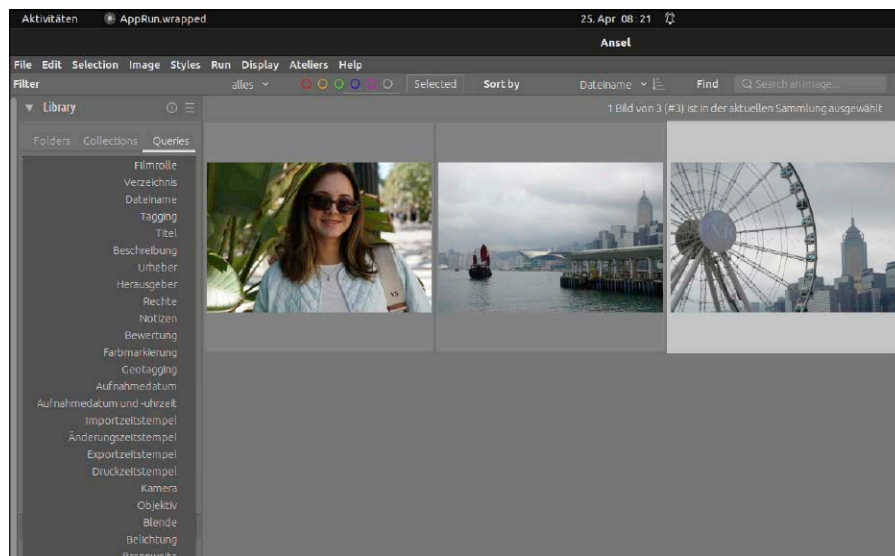 Aktivitäten AppRun.wrapped 25. Apr 08:21
Ansel
File Edit Selection Image Styles Run Display Ateliers Help
Filter alles Selected Sort by Dateiname Find Search an image...
Library 1 Bild von 3 (#3) ist in der aktuellen Sammlung ausgewählt
Folders Collections Queries
Filmrolle
Verzeichnis
Dateiname
Tagging
Titel
Beschreibung
Urheber
Herausgeber
Rechte
Notizen
Bewertung
Farbmarkierung
Geotagging
Aufnahmedatum
Aufnahmedatum und -uhrzeit
Importzeitstempel
Änderungszeitstempel
Exportzeitstempel
Druckzeitstempel
Kamera
Objektiv
Blende
Belichtung